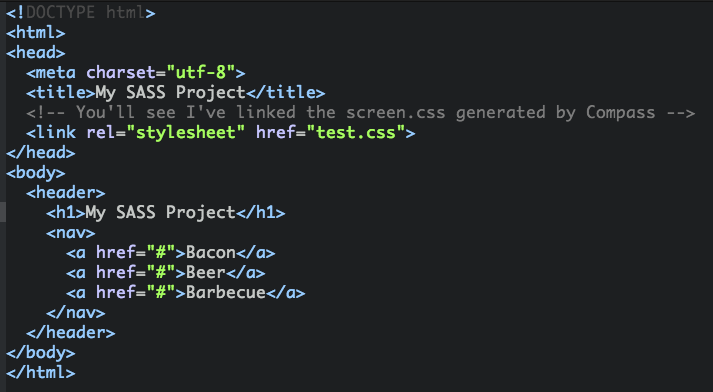 <!DOCTYPE html>
<html>
<head>
  <meta charset="utf-8">
  <title>My SASS Project</title>
  <!-- You'll see I've linked the screen.css generated by Compass -->
  <link rel="stylesheet" href="test.css">
</head>
<body>
  <header>
    <h1>My SASS Project</h1>
    <nav>
      <a href="#">Bacon</a>
      <a href="#">Beer</a>
      <a href="#">Barbecue</a>
    </nav>
  </header>
</body>
</html>